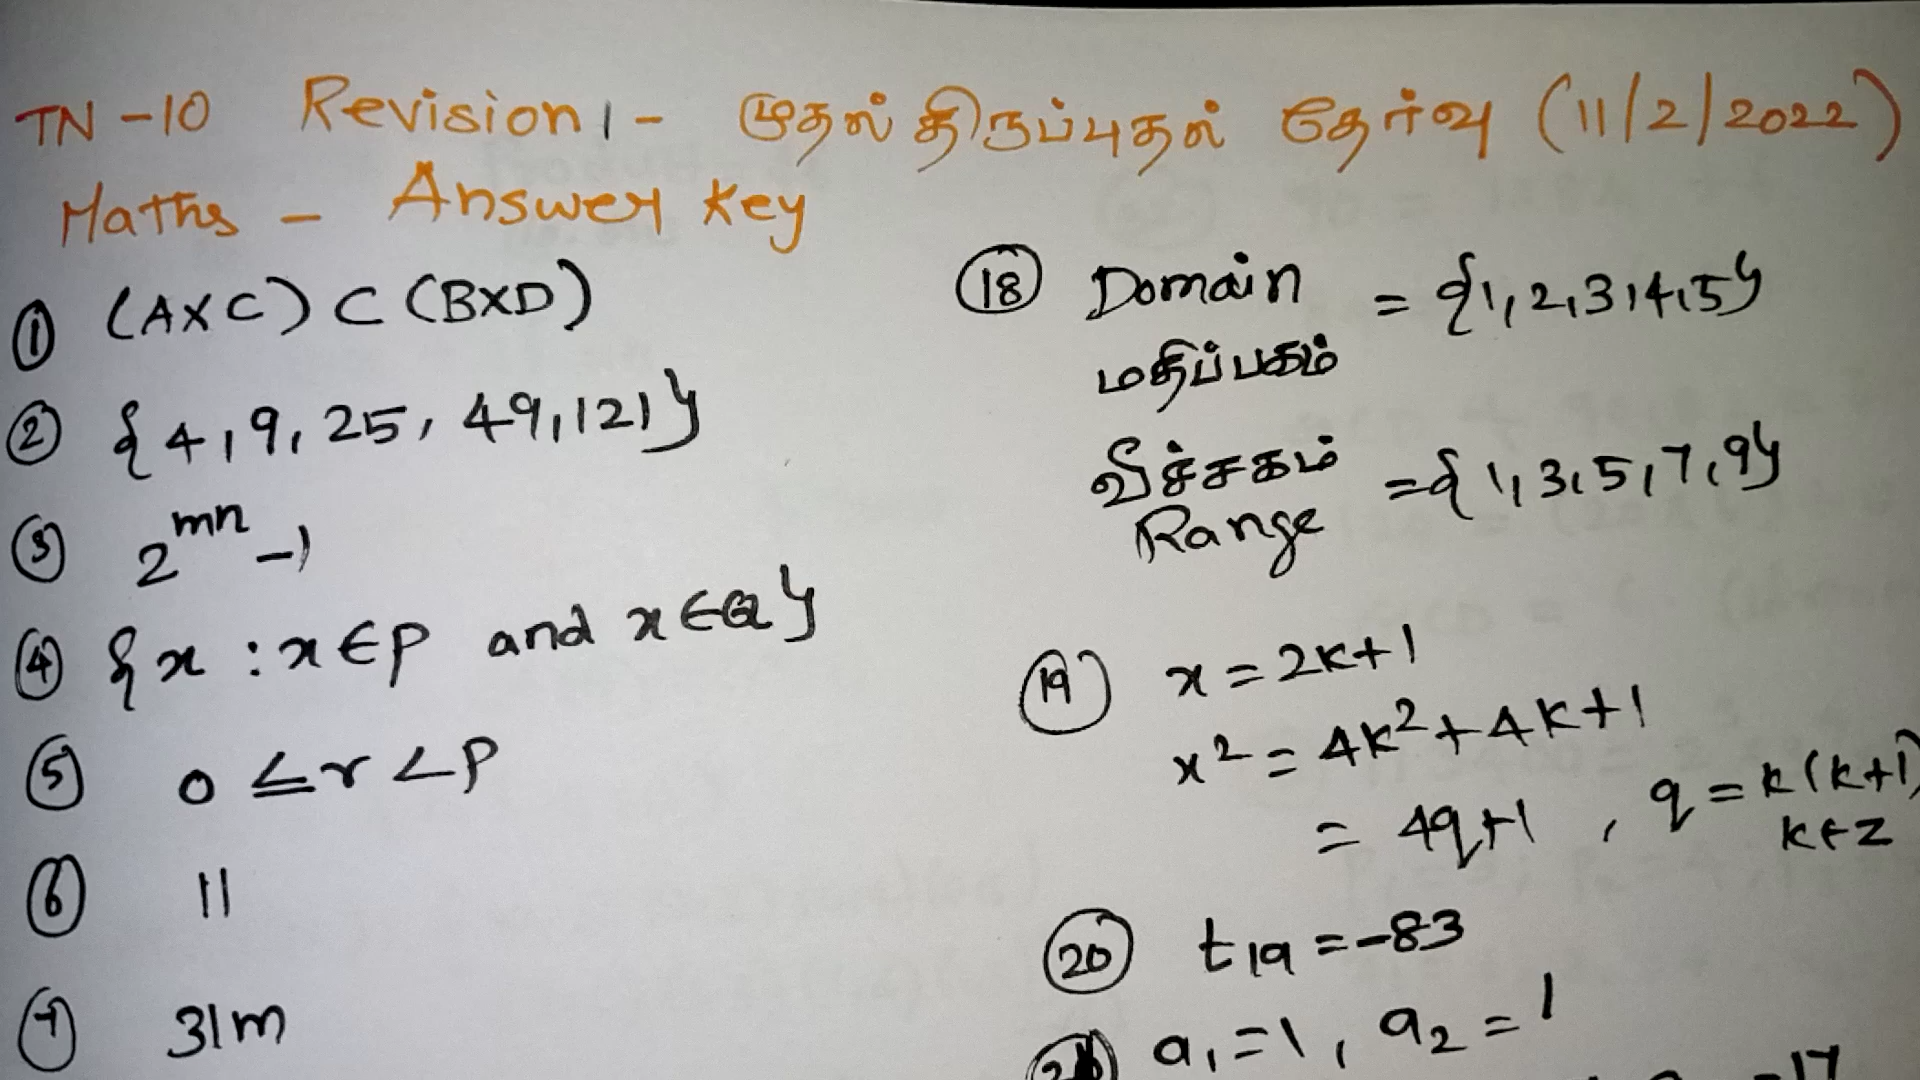 TN-10 Revision 1 - முதல் திருப்புதல் தேர்வு (11/2/2022)
Maths - Answer Key
① (A×C) ⊂ (B×D)
② {4, 9, 25, 49, 121}
③ 2^mn - 1
④ {x : x∈P and x∈Q}
⑤ 0 ≤ r < P
⑥ 11
⑦ 31m
⑱ Domain = {1, 2, 3, 4, 5}
மதிப்பகம்
வீச்சகம் = {1, 3, 5, 7, 9}
Range
⑲ x = 2k+1
x² = 4k²+4k+1
= 4q+1 , q = k(k+1)
k∈Z
⑳ t19 = -83
a₁ = 1, a₂ = 1